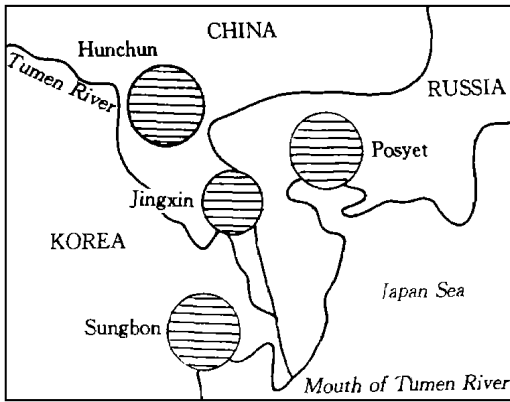 CHINA
Hunchun
Tumen River
RUSSIA
Posyet
Jingxin
KOREA
Japan Sea
Sungbon
Mouth of Tumen River